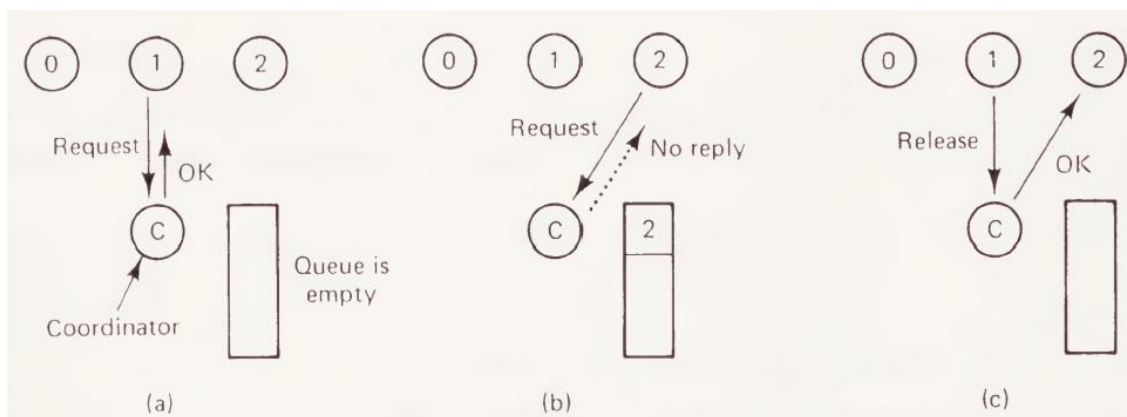 0 1 2
Request
OK
C
Queue is
empty
Coordinator
(a)
0 1 2
Request
No reply
C
2
(b)
0 1 2
Release
OK
C
(c)